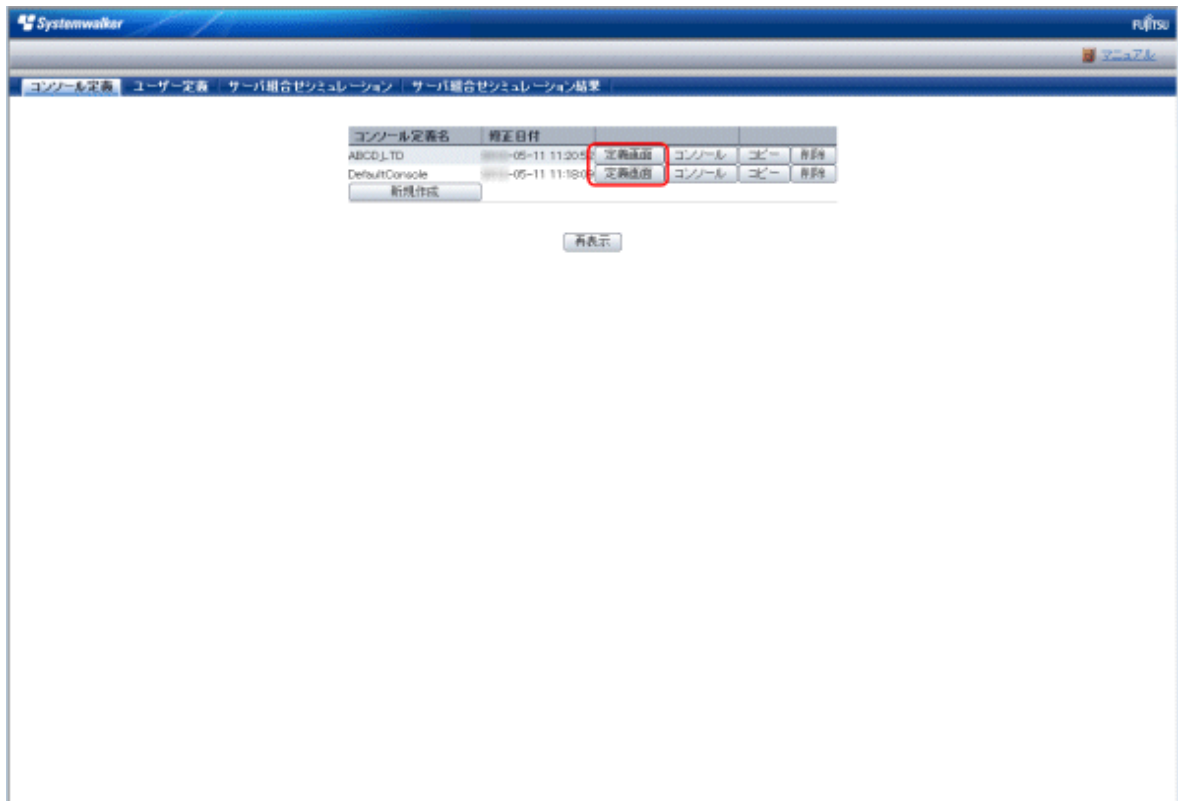 Systemwalker FUJITSU
マニュアル
コンソール定義 ユーザー定義 サーバ組合せシミュレーション サーバ組合せシミュレーション結果
コンソール定義名 修正日付
ABCD_LTD -05-11 11:20:52 定義画面 コンソール コピー 削除
DefaultConsole -05-11 11:18:09 定義画面 コンソール コピー 削除
新規作成
再表示